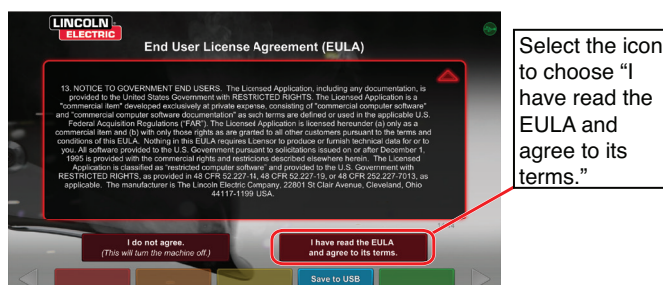 LINCOLN
ELECTRIC
End User License Agreement (EULA)
13. NOTICE TO GOVERNMENT END USERS. The Licensed Application, including any documentation, is
provided to the United States Government with RESTRICTED RIGHTS. The Licensed Application is a
"commercial item" developed exclusively at private expense, consisting of "commercial computer software"
and "commercial computer software documentation" as such terms are defined or used in the applicable U.S.
Federal Acquisition Regulations ("FAR"). The Licensed Application is licensed hereunder (a) only as a
commercial item and (b) with only those rights as are granted to all other customers pursuant to the terms and
conditions of this EULA. Nothing in this EULA requires Licensor to produce or furnish technical data for or to
you. All software provided to the U.S. Government pursuant to solicitations issued on or after December 1,
1995 is provided with the commercial rights and restricions described elsewhere herein. The Licensed
Application is classified as "restricted computer software" and provided to the U.S. Government with
RESTRICTED RIGHTS, as provided in 48 CFR 52.227-14, 48 CFR 52.227-19, or 48 CFR 252.227-7013, as
applicable. The manufacturer is The Lincoln Electric Company, 22801 St Clair Avenue, Cleveland, Ohio
44117-1199 USA.
I do not agree.
(This will turn the machine off.)
I have read the EULA
and agree to its terms.
Save to USB
Select the icon
to choose “I
have read the
EULA and
agree to its
terms.”